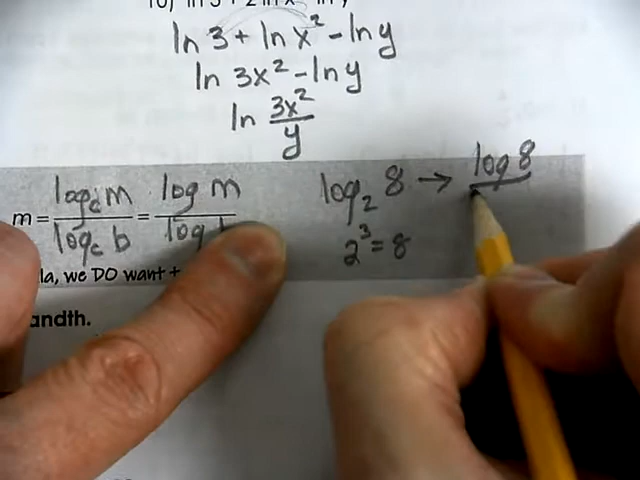 ln 3 + ln x² - ln y
ln 3x² - ln y
ln 3x²/y
m = log_c m / log_c b = log m / log
log₂ 8 → log 8
2³ = 8
la, we DO want
andth.